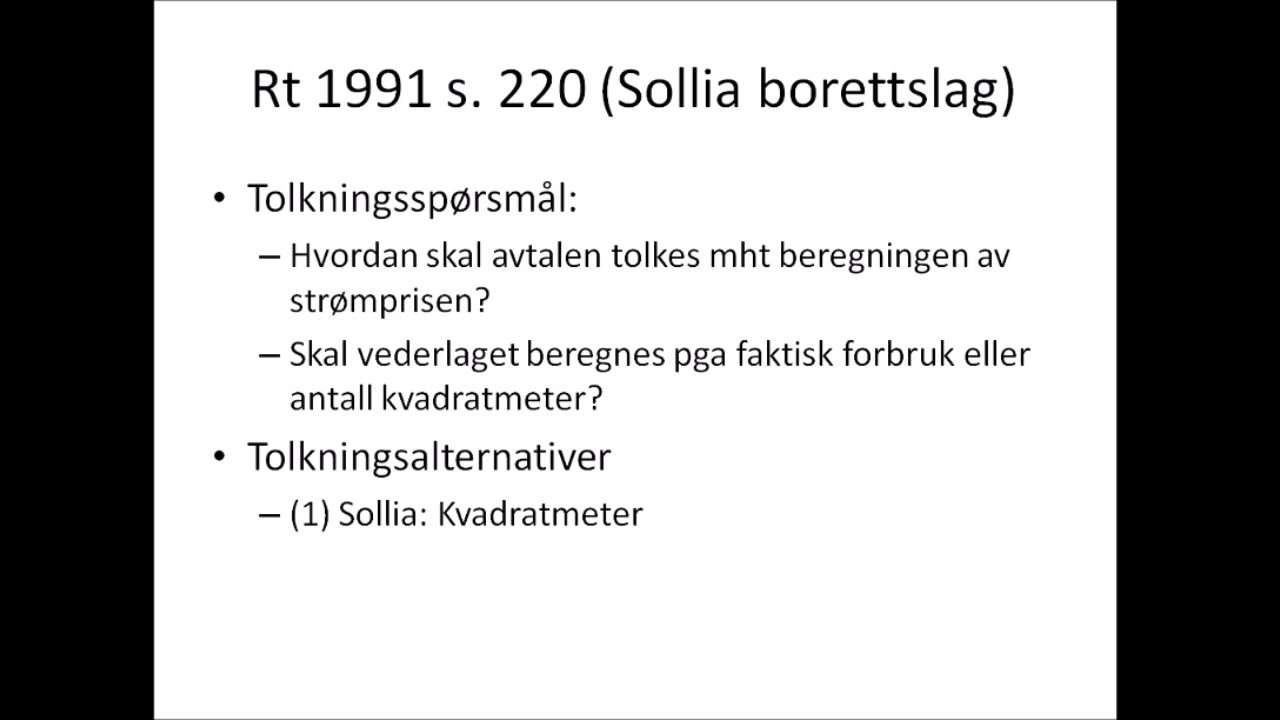 Rt 1991 s. 220 (Sollia borettslag)
• Tolkningsspørsmål:
– Hvordan skal avtalen tolkes mht beregningen av
strømprisen?
– Skal vederlaget beregnes pga faktisk forbruk eller
antall kvadratmeter?
• Tolkningsalternativer
– (1) Sollia: Kvadratmeter